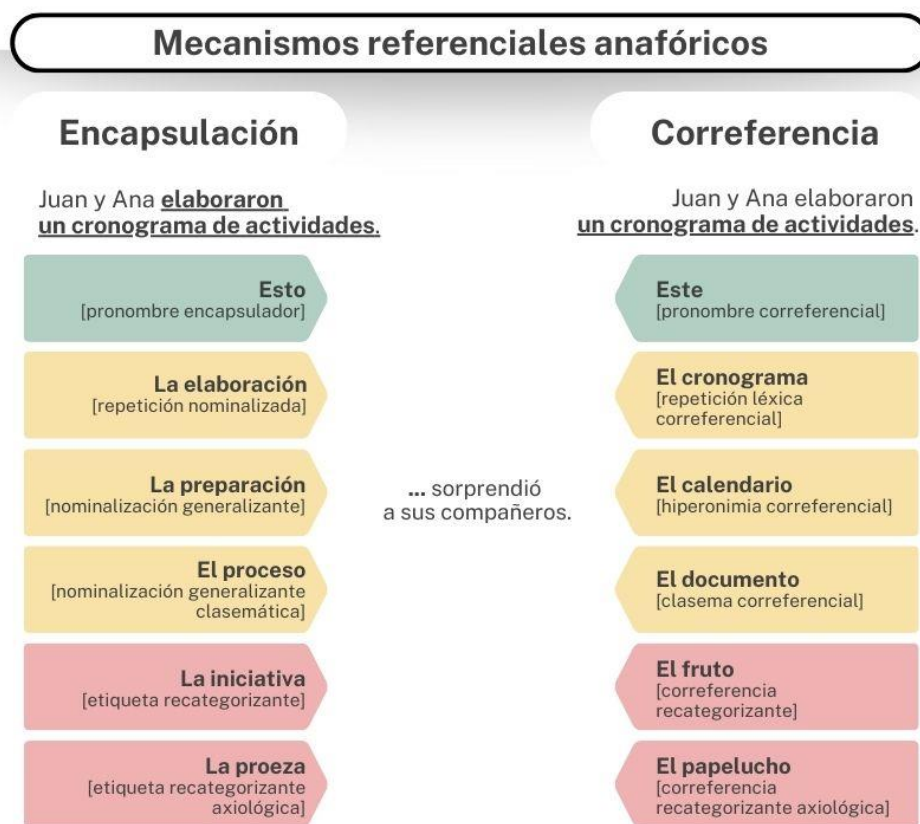 Mecanismos referenciales anafóricos
Encapsulación
Juan y Ana elaboraron
un cronograma de actividades.
Esto
[pronombre encapsulador]
La elaboración
[repetición nominalizada]
La preparación
[nominalización generalizante]
El proceso
[nominalización generalizante
clasemática]
La iniciativa
[etiqueta recategorizante]
La proeza
[etiqueta recategorizante
axiológica]
... sorprendió
a sus compañeros.
Correferencia
Juan y Ana elaboraron
un cronograma de actividades.
Este
[pronombre correferencial]
El cronograma
[repetición léxica
correferencial]
El calendario
[hiperonimia correferencial]
El documento
[clasema correferencial]
El fruto
[correferencia
recategorizante]
El papelucho
[correferencia
recategorizante axiológica]